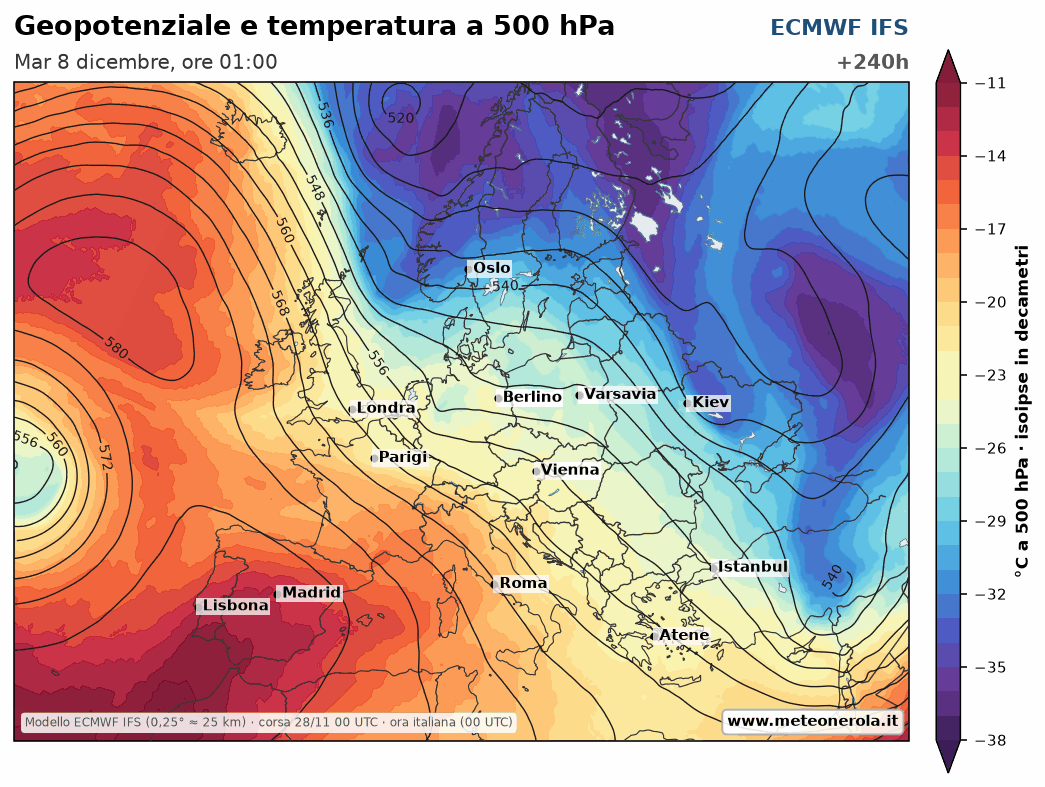 Geopotenziale e temperatura a 500 hPa
ECMWF IFS
Mar 8 dicembre, ore 01:00
+240h
536
520
548
560
Oslo
540
568
580
556
Londra
Berlino
Varsavia
Kiev
556
560
572
Parigi
Vienna
Istanbul
540
Roma
Madrid
Lisbona
Atene
Modello ECMWF IFS (0,25° ≈ 25 km) · corsa 28/11 00 UTC · ora italiana (00 UTC)
www.meteonerola.it
−11
−14
−17
−20
−23
−26
−29
−32
−35
−38
°C a 500 hPa · isoipse in decametri